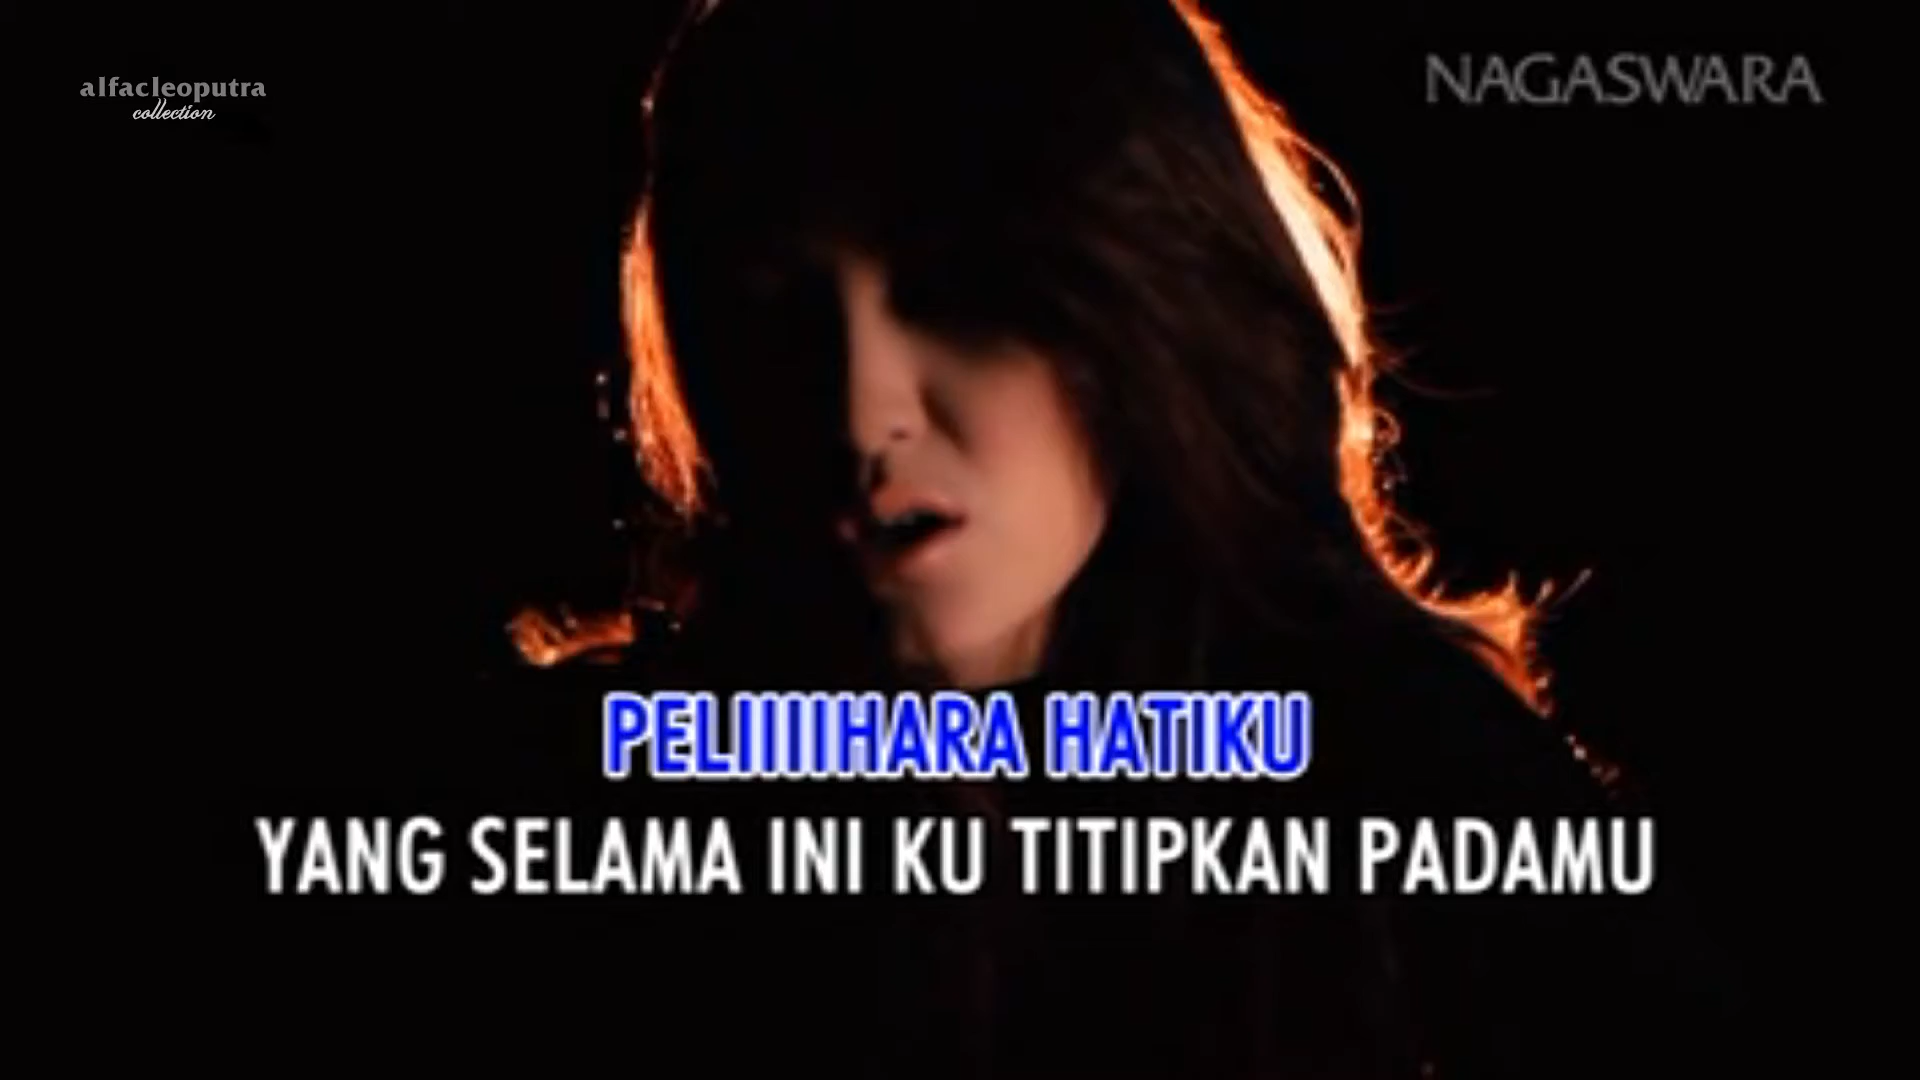 alfacleoputra
collection
NAGASWARA
PELIIIIIHARA HATIKU
YANG SELAMA INI KU TITIPKAN PADAMU